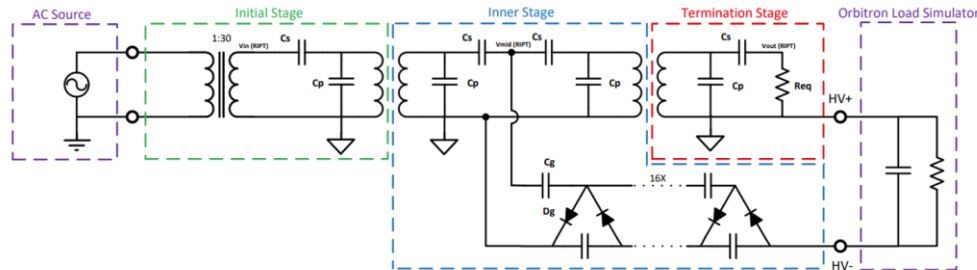 AC Source
Initial Stage
Inner Stage
Termination Stage
Orbitron Load Simulator
1:30
Vin (RIPT)
Cs
Cp
Cs
Vmid (RIPT)
Cs
Cp
Cp
Cs
Vout (RIPT)
Cp
Req
HV+
Cg
16X
Dg
HV-